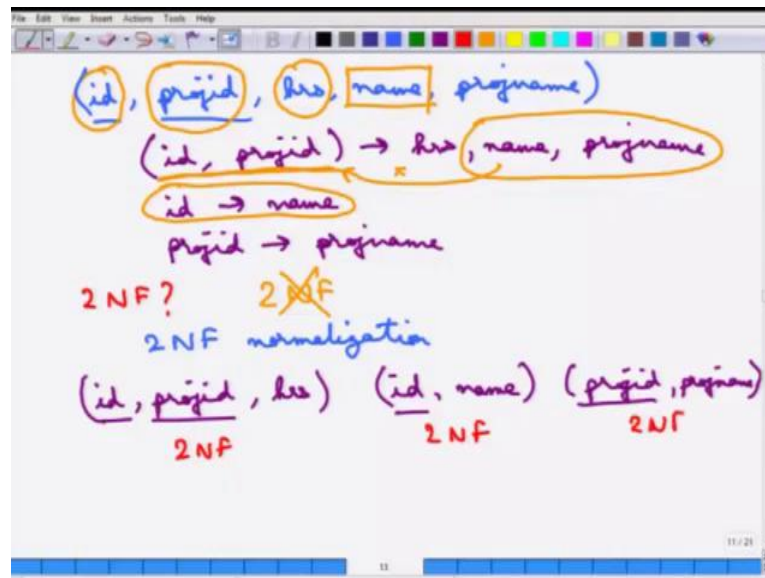 File Edit View Insert Actions Tools Help
(id, projid, hrs, name, projname)
(id, projid) → hrs, name, projname
id → name
projid → projname
2NF? 2NF
2NF normalization
(id, projid, hrs) (id, name) (projid, projname)
2NF 2NF 2NF
11/21
13